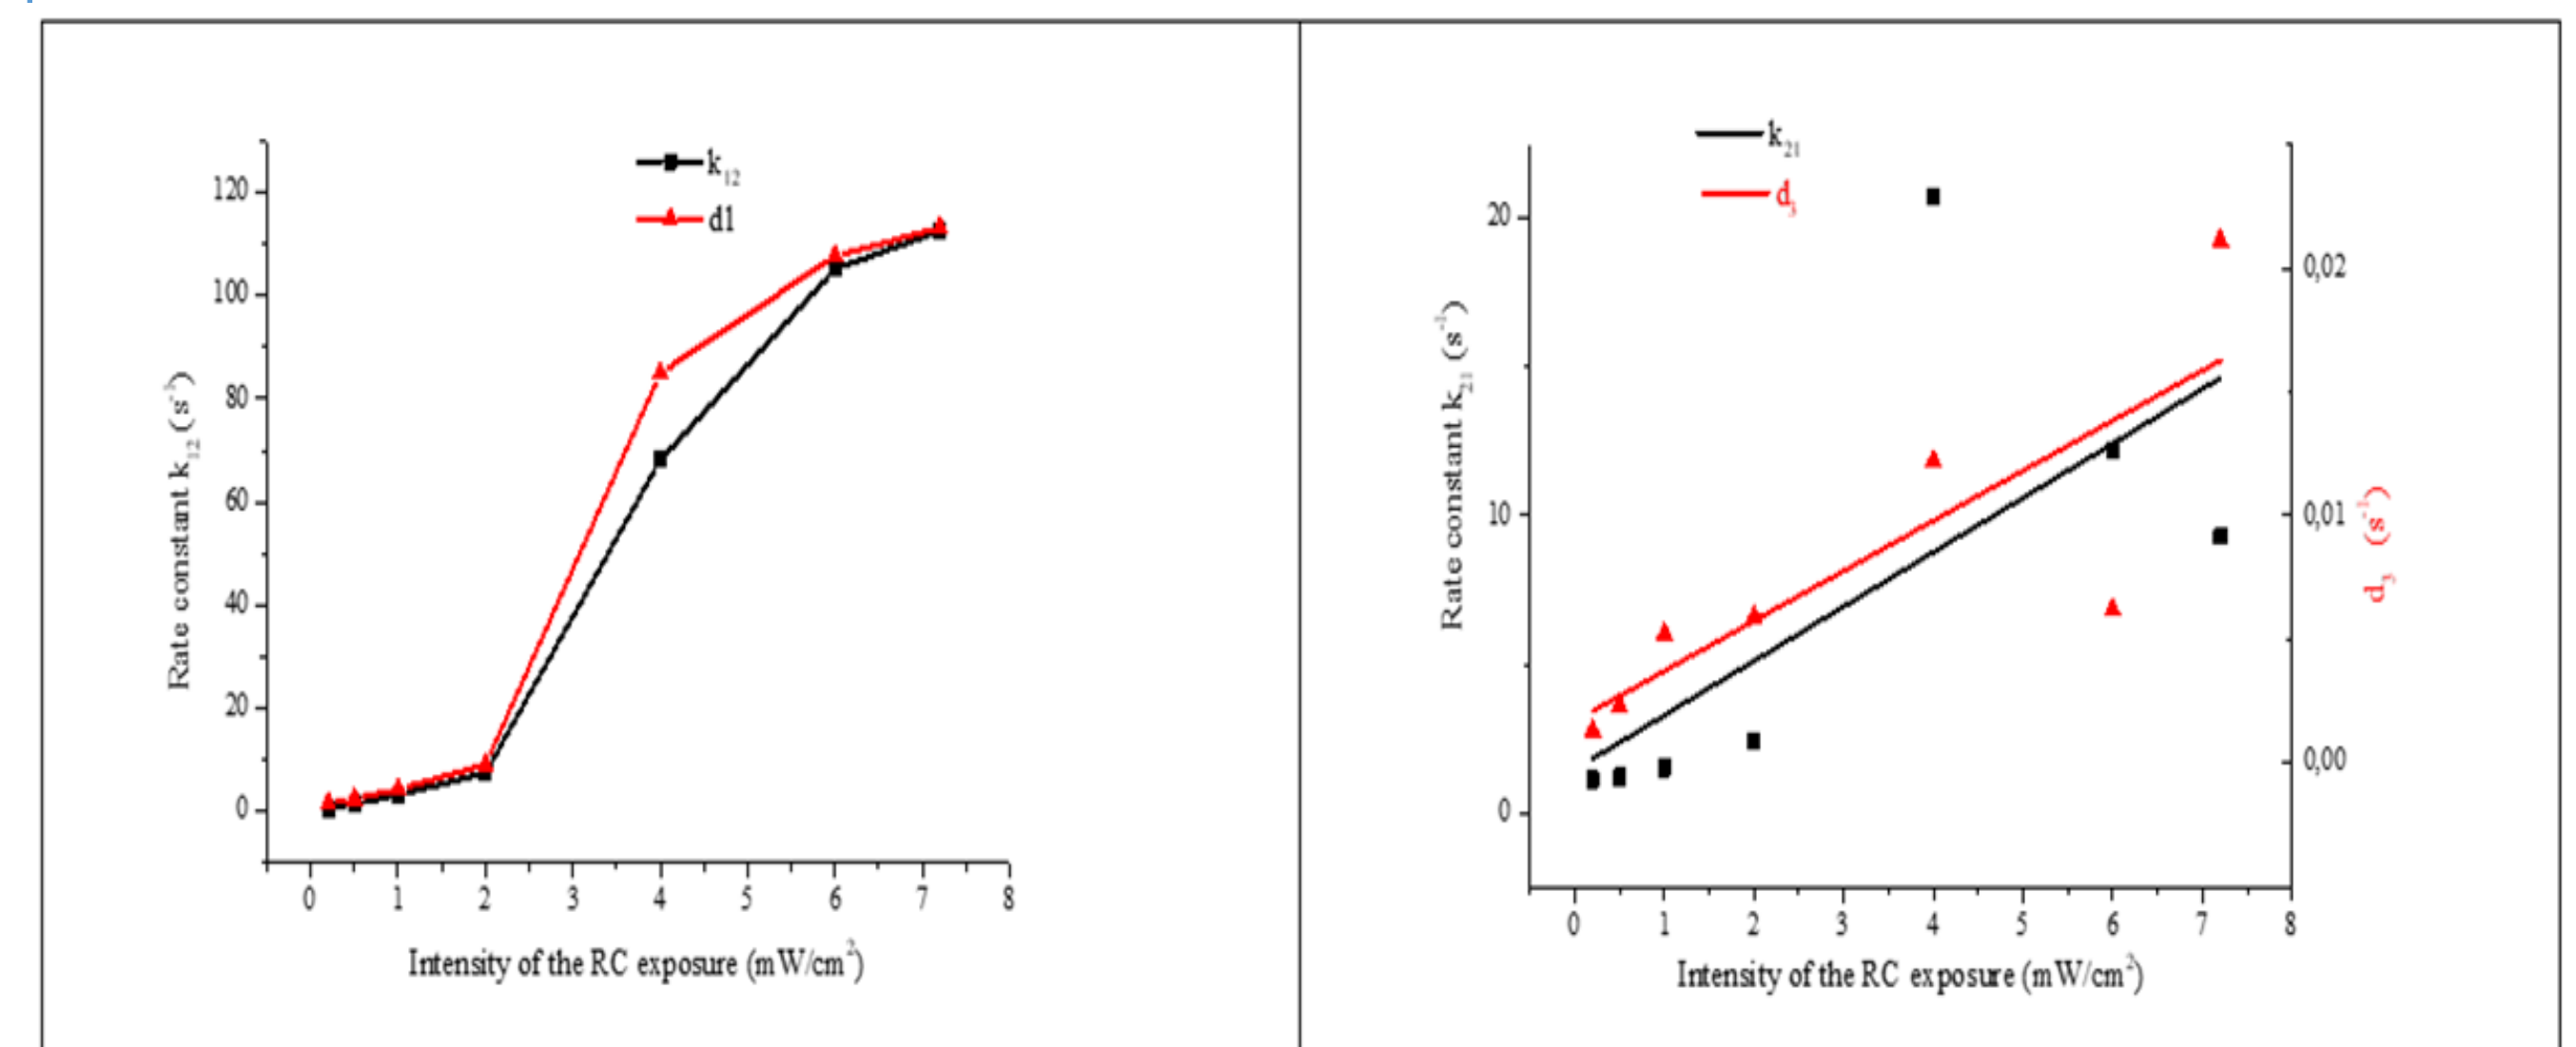 k12
d1
120
100
80
60
40
20
0
Rate constant k12 (s-1)
0 1 2 3 4 5 6 7 8
Intensity of the RC exposure (mW/cm2)
k21
d3
20
10
0
Rate constant k21 (s-1)
0,02
0,01
0,00
d3 (s-1)
0 1 2 3 4 5 6 7 8
Intensity of the RC exposure (mW/cm2)